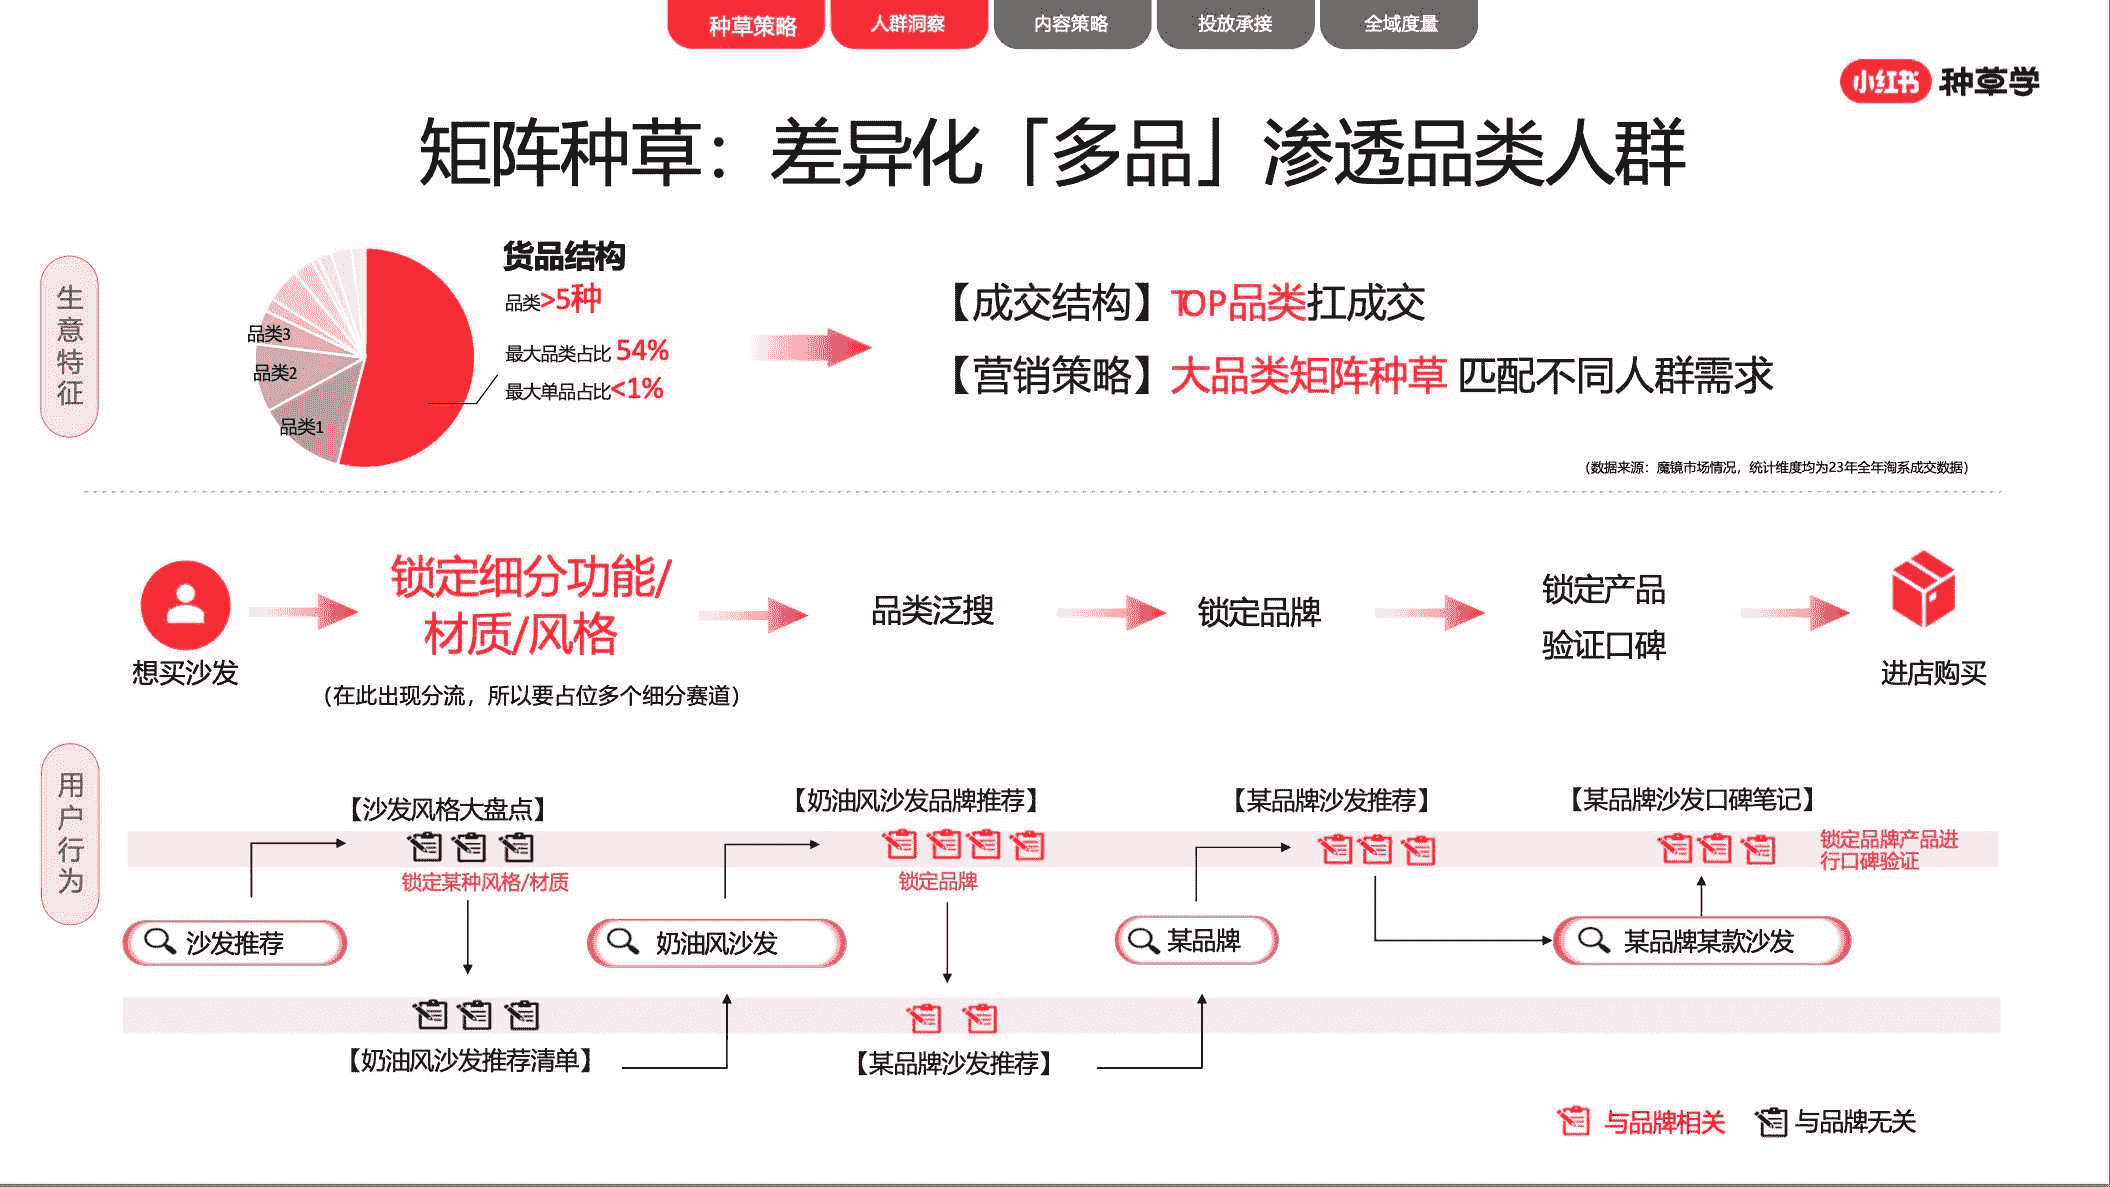 种草策略
人群洞察
内容策略
投放承接
全域度量
小红书 种草学
矩阵种草：差异化「多品」渗透品类人群
生意特征
品类3
品类2
品类1
货品结构
品类>5种
最大品类占比 54%
最大单品占比<1%
【成交结构】TOP品类扛成交
【营销策略】大品类矩阵种草 匹配不同人群需求
（数据来源：魔镜市场情况，统计维度均为23年全年淘系成交数据）
想买沙发
锁定细分功能/
材质/风格
（在此出现分流，所以要占位多个细分赛道）
品类泛搜
锁定品牌
锁定产品
验证口碑
进店购买
用户行为
【沙发风格大盘点】
【奶油风沙发品牌推荐】
【某品牌沙发推荐】
【某品牌沙发口碑笔记】
锁定某种风格/材质
锁定品牌
锁定品牌产品进
行口碑验证
沙发推荐
奶油风沙发
某品牌
某品牌某款沙发
【奶油风沙发推荐清单】
【某品牌沙发推荐】
与品牌相关
与品牌无关